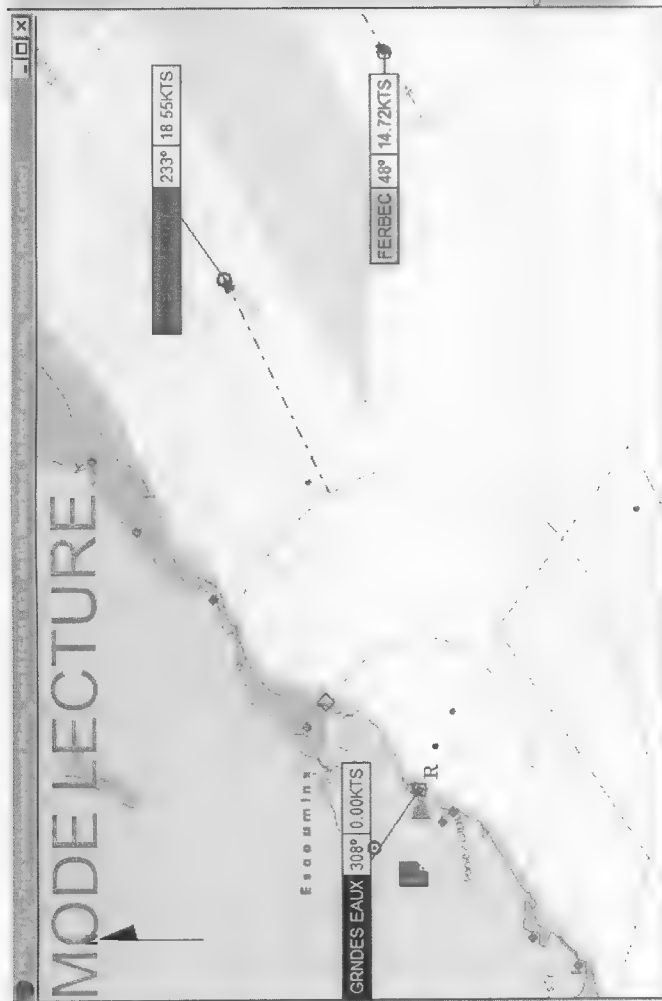 MODE LECTURE
233° 18.55KTS
FERBEC 48° 14.72KTS
Escoumins
GRNDES EAUX 308° 0.00KTS
R